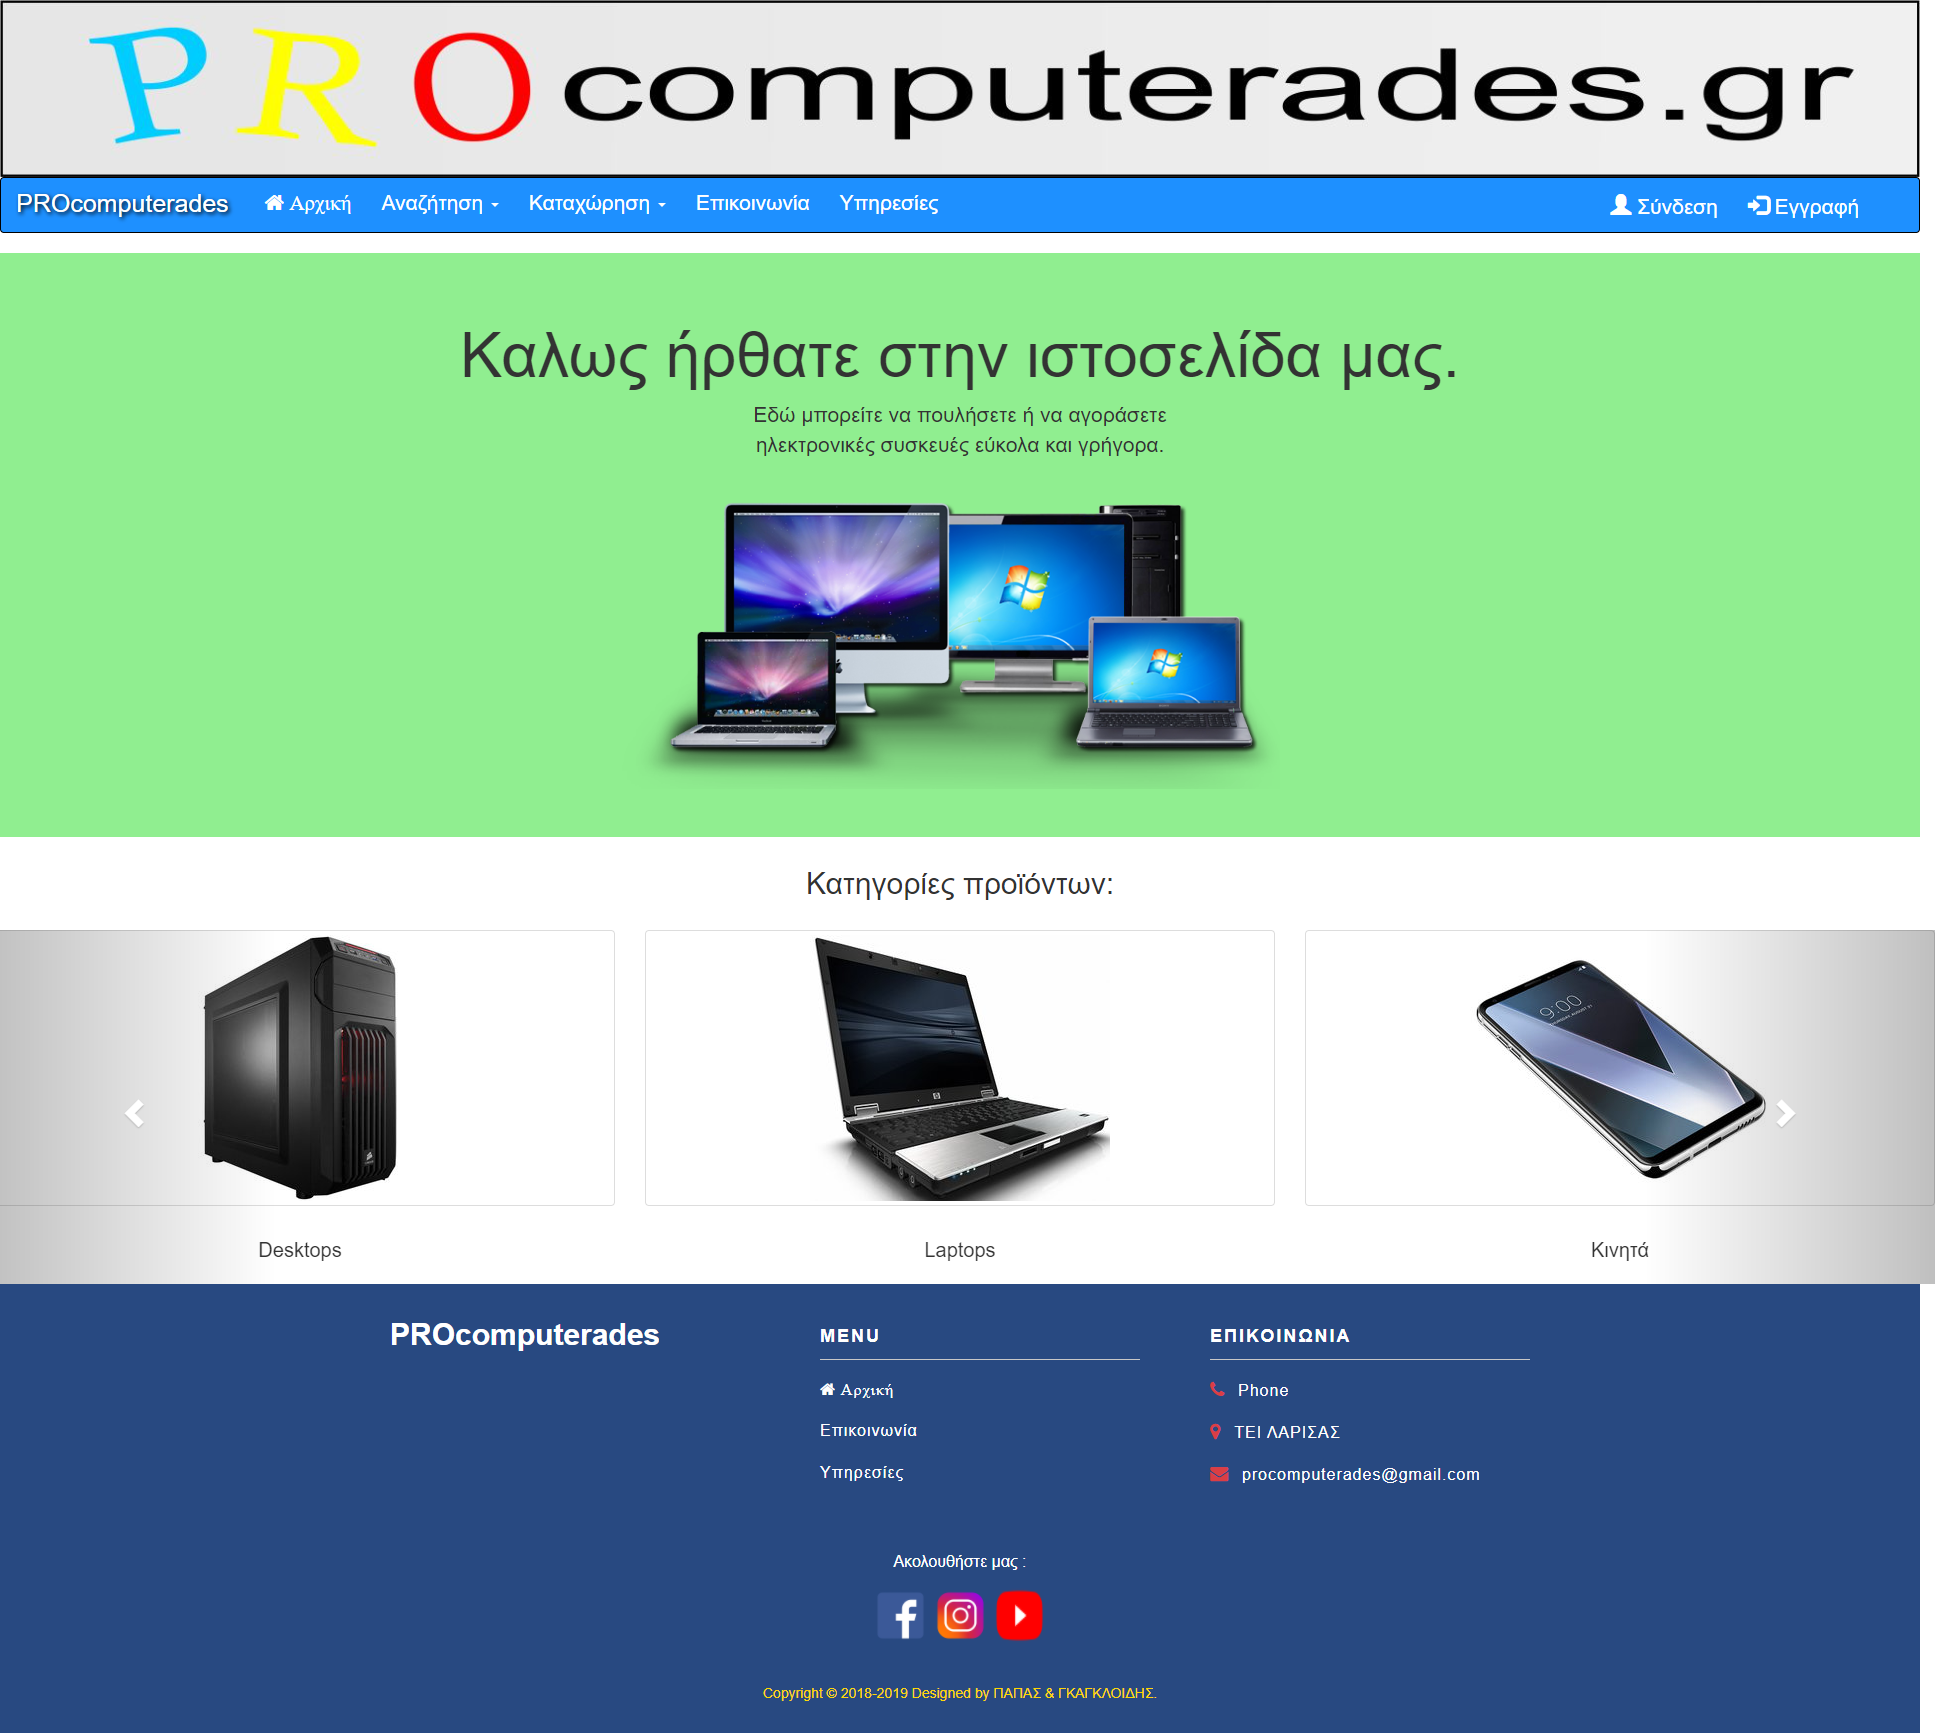 PRO computerades.gr
PROcomputerades Αρχική Αναζήτηση Καταχώρηση Επικοινωνία Υπηρεσίες Σύνδεση Εγγραφή
Καλως ήρθατε στην ιστοσελίδα μας.
Εδώ μπορείτε να πουλήσετε ή να αγοράσετε
ηλεκτρονικές συσκευές εύκολα και γρήγορα.
Κατηγορίες προϊόντων:
9:00
Desktops
Laptops
Κινητά
PROcomputerades
MENU
Αρχική
Επικοινωνία
Υπηρεσίες
ΕΠΙΚΟΙΝΩΝΙΑ
Phone
ΤΕΙ ΛΑΡΙΣΑΣ
procomputerades@gmail.com
Ακολουθήστε μας :
Copyright © 2018-2019 Designed by ΠΑΠΑΣ & ΓΚΑΓΚΛΟΙΔΗΣ.